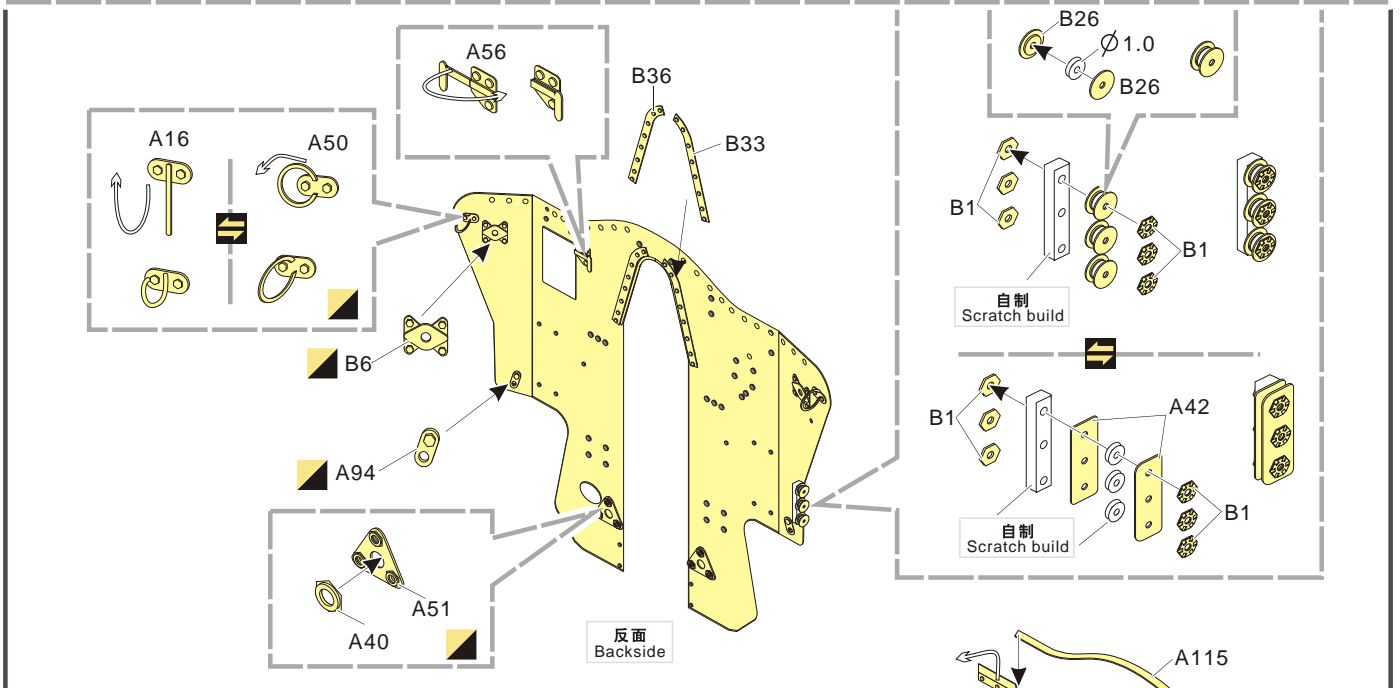 A56
B36
B33
A16
A50
B6
A94
A51
A40
反面
Backside
B26
Ø1.0
B26
B1
B1
自制
Scratch build
B1
A42
B1
自制
Scratch build
A115